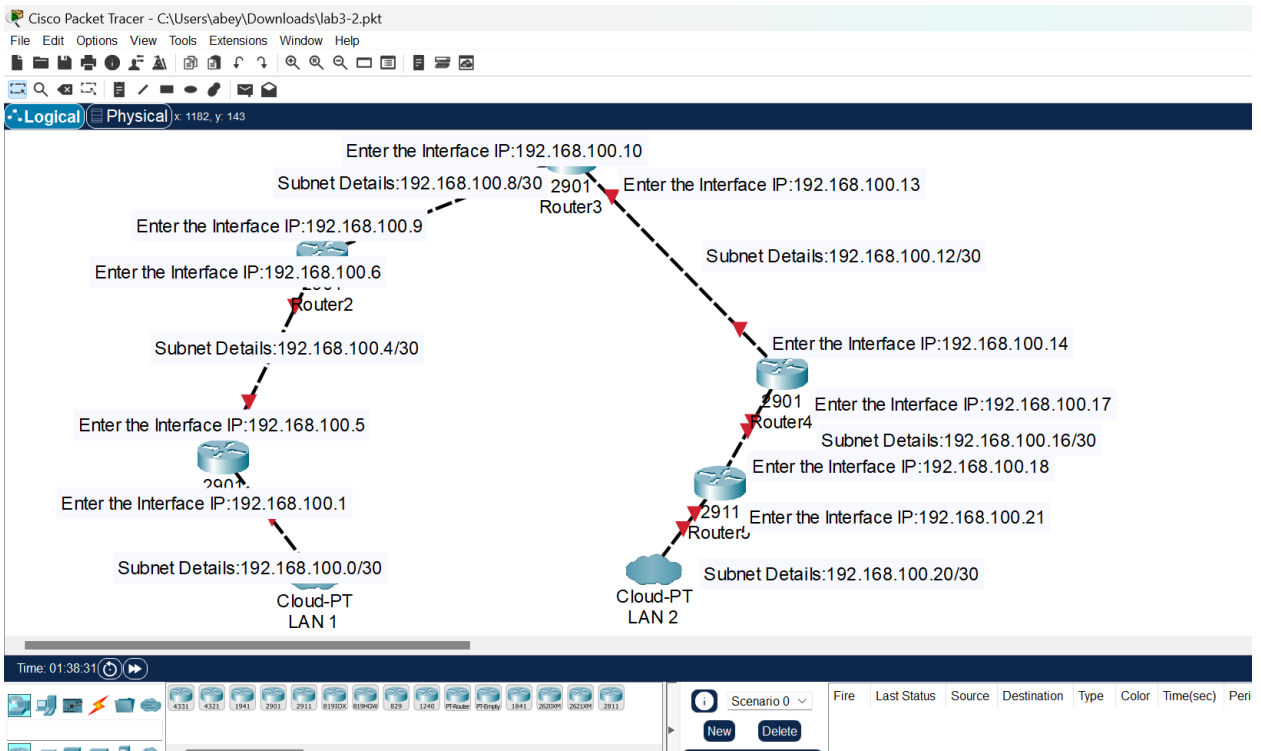 Cisco Packet Tracer - C:\Users\abey\Downloads\lab3-2.pkt
File Edit Options View Tools Extensions Window Help
Logical Physical x: 1182, y: 143
Enter the Interface IP:192.168.100.10
Subnet Details:192.168.100.8/30
2901
Router3
Enter the Interface IP:192.168.100.13
Enter the Interface IP:192.168.100.9
Subnet Details:192.168.100.12/30
Enter the Interface IP:192.168.100.6
Router2
Subnet Details:192.168.100.4/30
Enter the Interface IP:192.168.100.14
2901
Router4
Enter the Interface IP:192.168.100.17
Enter the Interface IP:192.168.100.5
Subnet Details:192.168.100.16/30
Enter the Interface IP:192.168.100.18
2901
Enter the Interface IP:192.168.100.1
2911
Router5
Enter the Interface IP:192.168.100.21
Subnet Details:192.168.100.0/30
Subnet Details:192.168.100.20/30
Cloud-PT
LAN 1
Cloud-PT
LAN 2
Time: 01:38:31
4331 4321 1941 2901 2911 819IOX 819HGW 829 1240 PT-Router PT-Empty 1841 2620XM 2621XM 2811
Scenario 0
New Delete
Fire Last Status Source Destination Type Color Time(sec) Peri